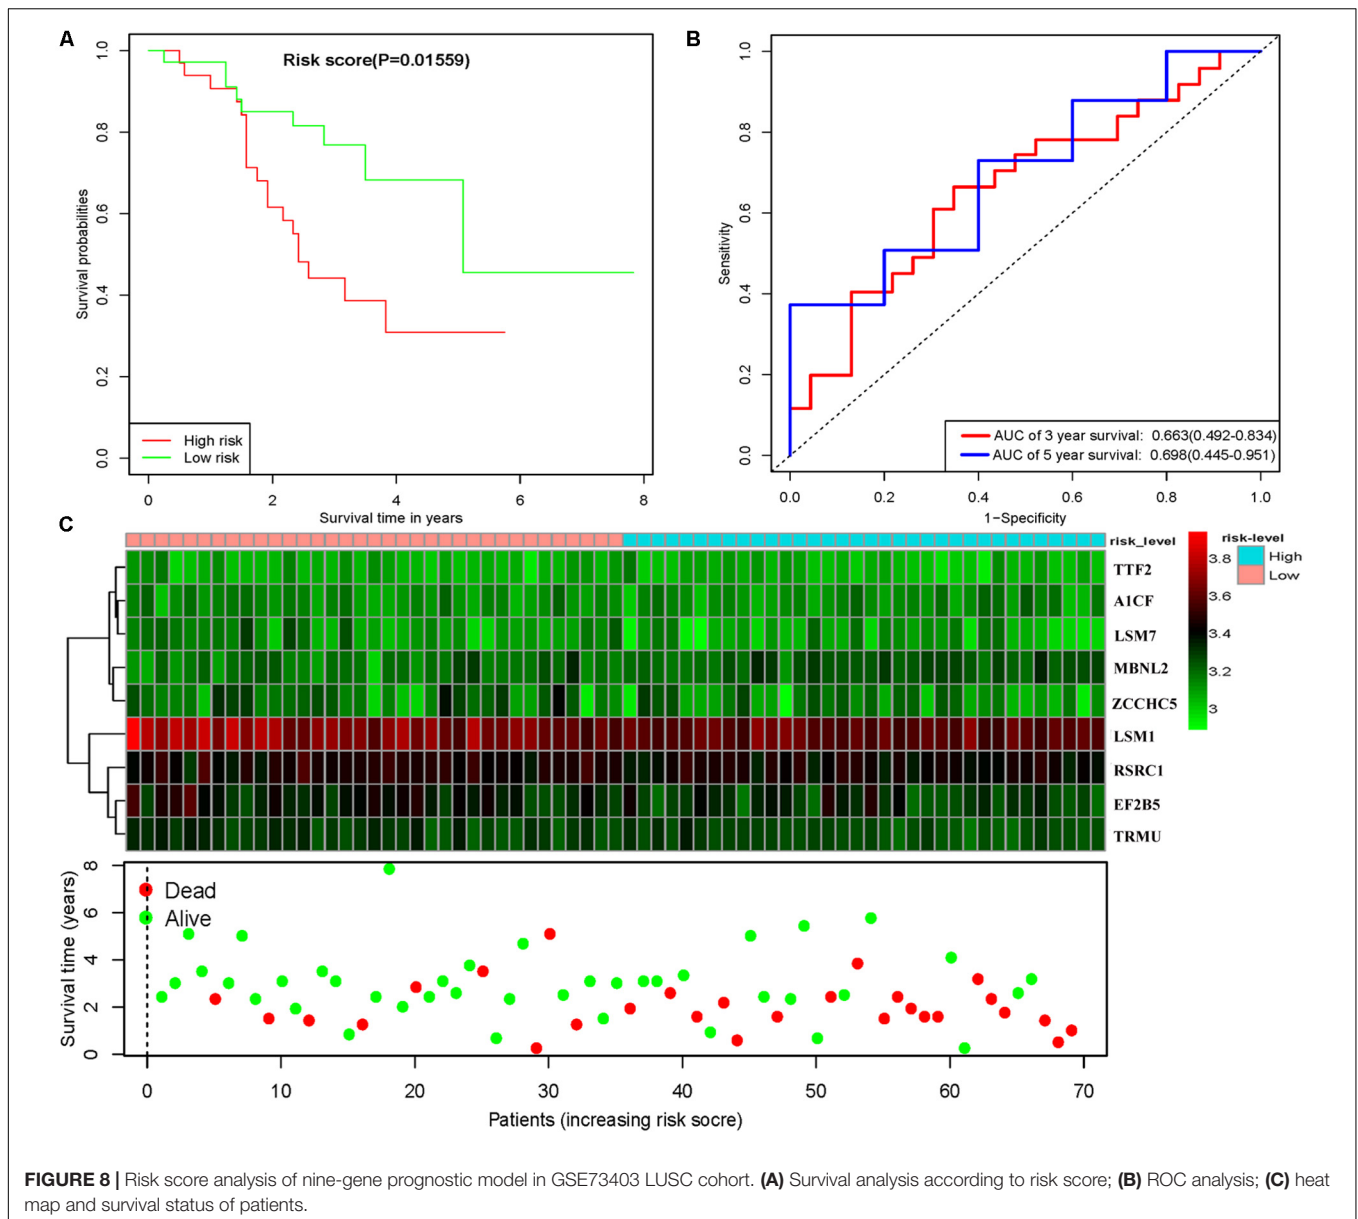 A
Risk score(P=0.01559)
Survival probabilities
1.0
0.8
0.6
0.4
0.2
0.0
High risk
Low risk
0 2 4 6 8
Survival time in years
B
Sensitivity
1.0
0.8
0.6
0.4
0.2
0.0
AUC of 3 year survival: 0.663(0.492-0.834)
AUC of 5 year survival: 0.698(0.445-0.951)
0.0 0.2 0.4 0.6 0.8 1.0
1-Specificity
C
risk_level
TTF2
A1CF
LSM7
MBNL2
ZCCHC5
LSM1
RSRC1
EF2B5
TRMU
3.8
3.6
3.4
3.2
3
risk-level
High
Low
Survival time (years)
8
6
4
2
0
Dead
Alive
0 10 20 30 40 50 60 70
Patients (increasing risk socre)
FIGURE 8 | Risk score analysis of nine-gene prognostic model in GSE73403 LUSC cohort. (A) Survival analysis according to risk score; (B) ROC analysis; (C) heat
map and survival status of patients.